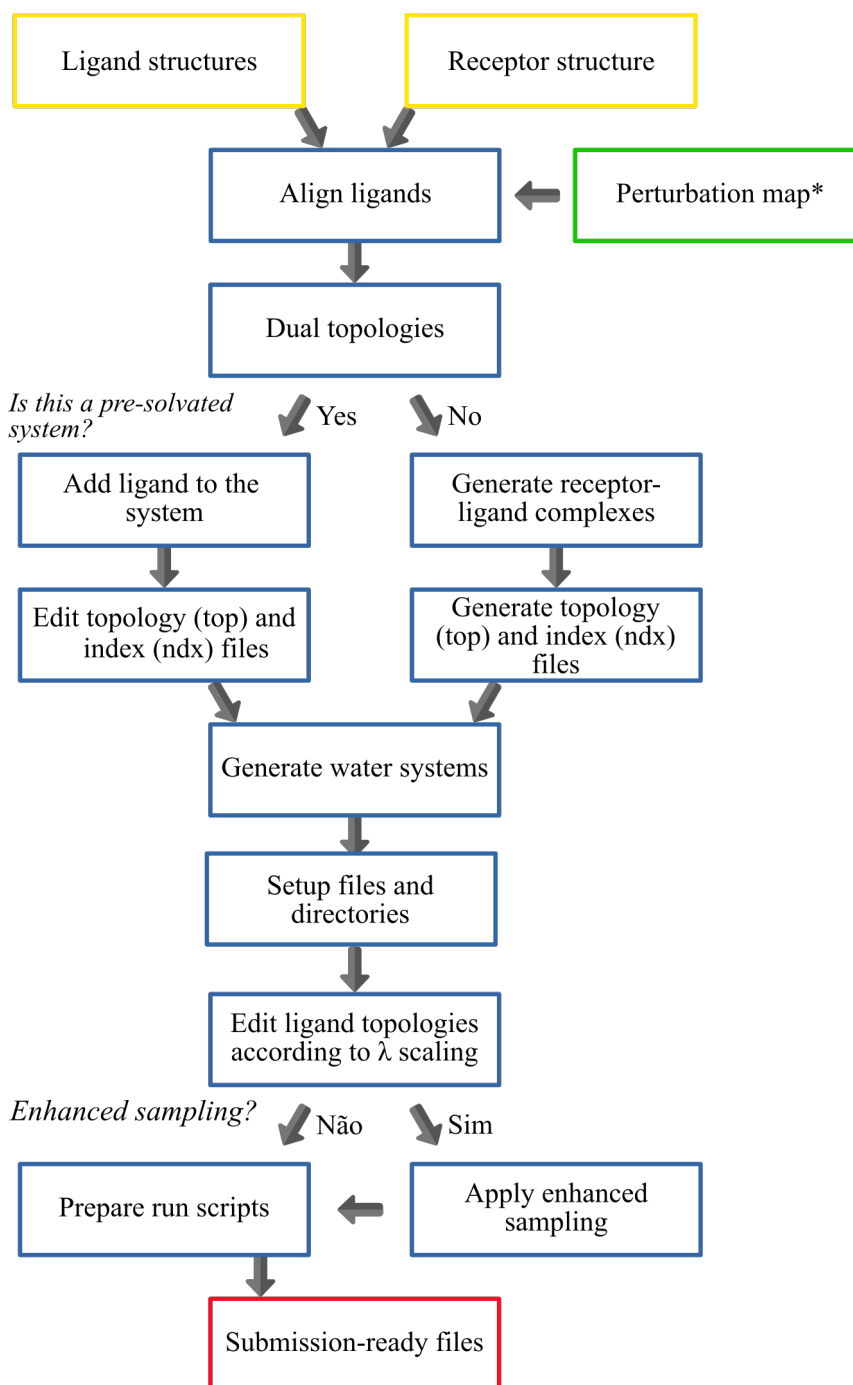 Ligand structures
Receptor structure
Align ligands
Perturbation map*
Dual topologies
Is this a pre-solvated
system?
Yes
No
Add ligand to the
system
Generate receptor-
ligand complexes
Edit topology (top) and
index (ndx) files
Generate topology
(top) and index (ndx)
files
Generate water systems
Setup files and
directories
Edit ligand topologies
according to λ scaling
Enhanced sampling?
Não
Sim
Prepare run scripts
Apply enhanced
sampling
Submission-ready files